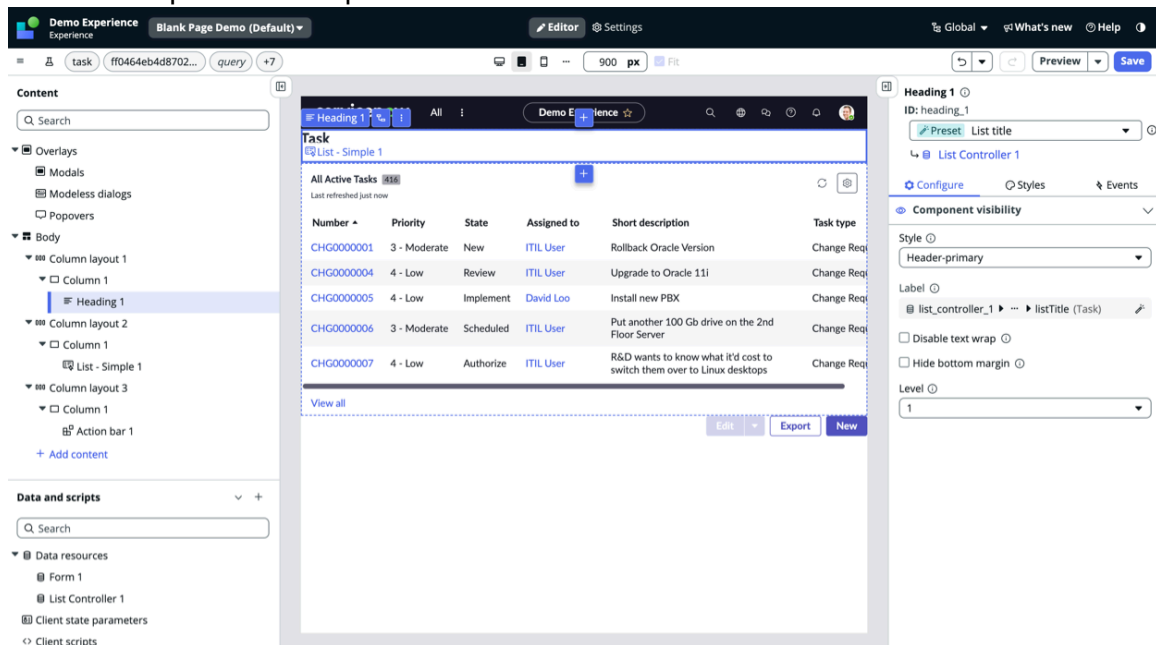 Demo Experience
Experience
Blank Page Demo (Default)
Editor
Settings
Global
What's new
Help
task
ff0464eb4d8702...
query
+7
900 px
Fit
Preview
Save
Content
Search
Overlays
Modals
Modeless dialogs
Popovers
Body
Column layout 1
Column 1
Heading 1
Column layout 2
Column 1
List - Simple 1
Column layout 3
Column 1
Action bar 1
+ Add content
Data and scripts
Search
Data resources
Form 1
List Controller 1
Client state parameters
Client scripts
Heading 1
All
Task
List - Simple 1
All Active Tasks 416
Last refreshed just now
Number Priority State Assigned to Short description Task type
CHG0000001 3 - Moderate New ITIL User Rollback Oracle Version Change Req
CHG0000004 4 - Low Review ITIL User Upgrade to Oracle 11i Change Req
CHG0000005 4 - Low Implement David Loo Install new PBX Change Req
CHG0000006 3 - Moderate Scheduled ITIL User Put another 100 Gb drive on the 2nd Floor Server Change Req
CHG0000007 4 - Low Authorize ITIL User R&D wants to know what it'd cost to switch them over to Linux desktops Change Req
View all
Edit
Export
New
Heading 1
ID: heading_1
Preset List title
List Controller 1
Configure
Styles
Events
Component visibility
Style
Header-primary
Label
list_controller_1 ▸ ··· ▸ listTitle (Task)
Disable text wrap
Hide bottom margin
Level
1